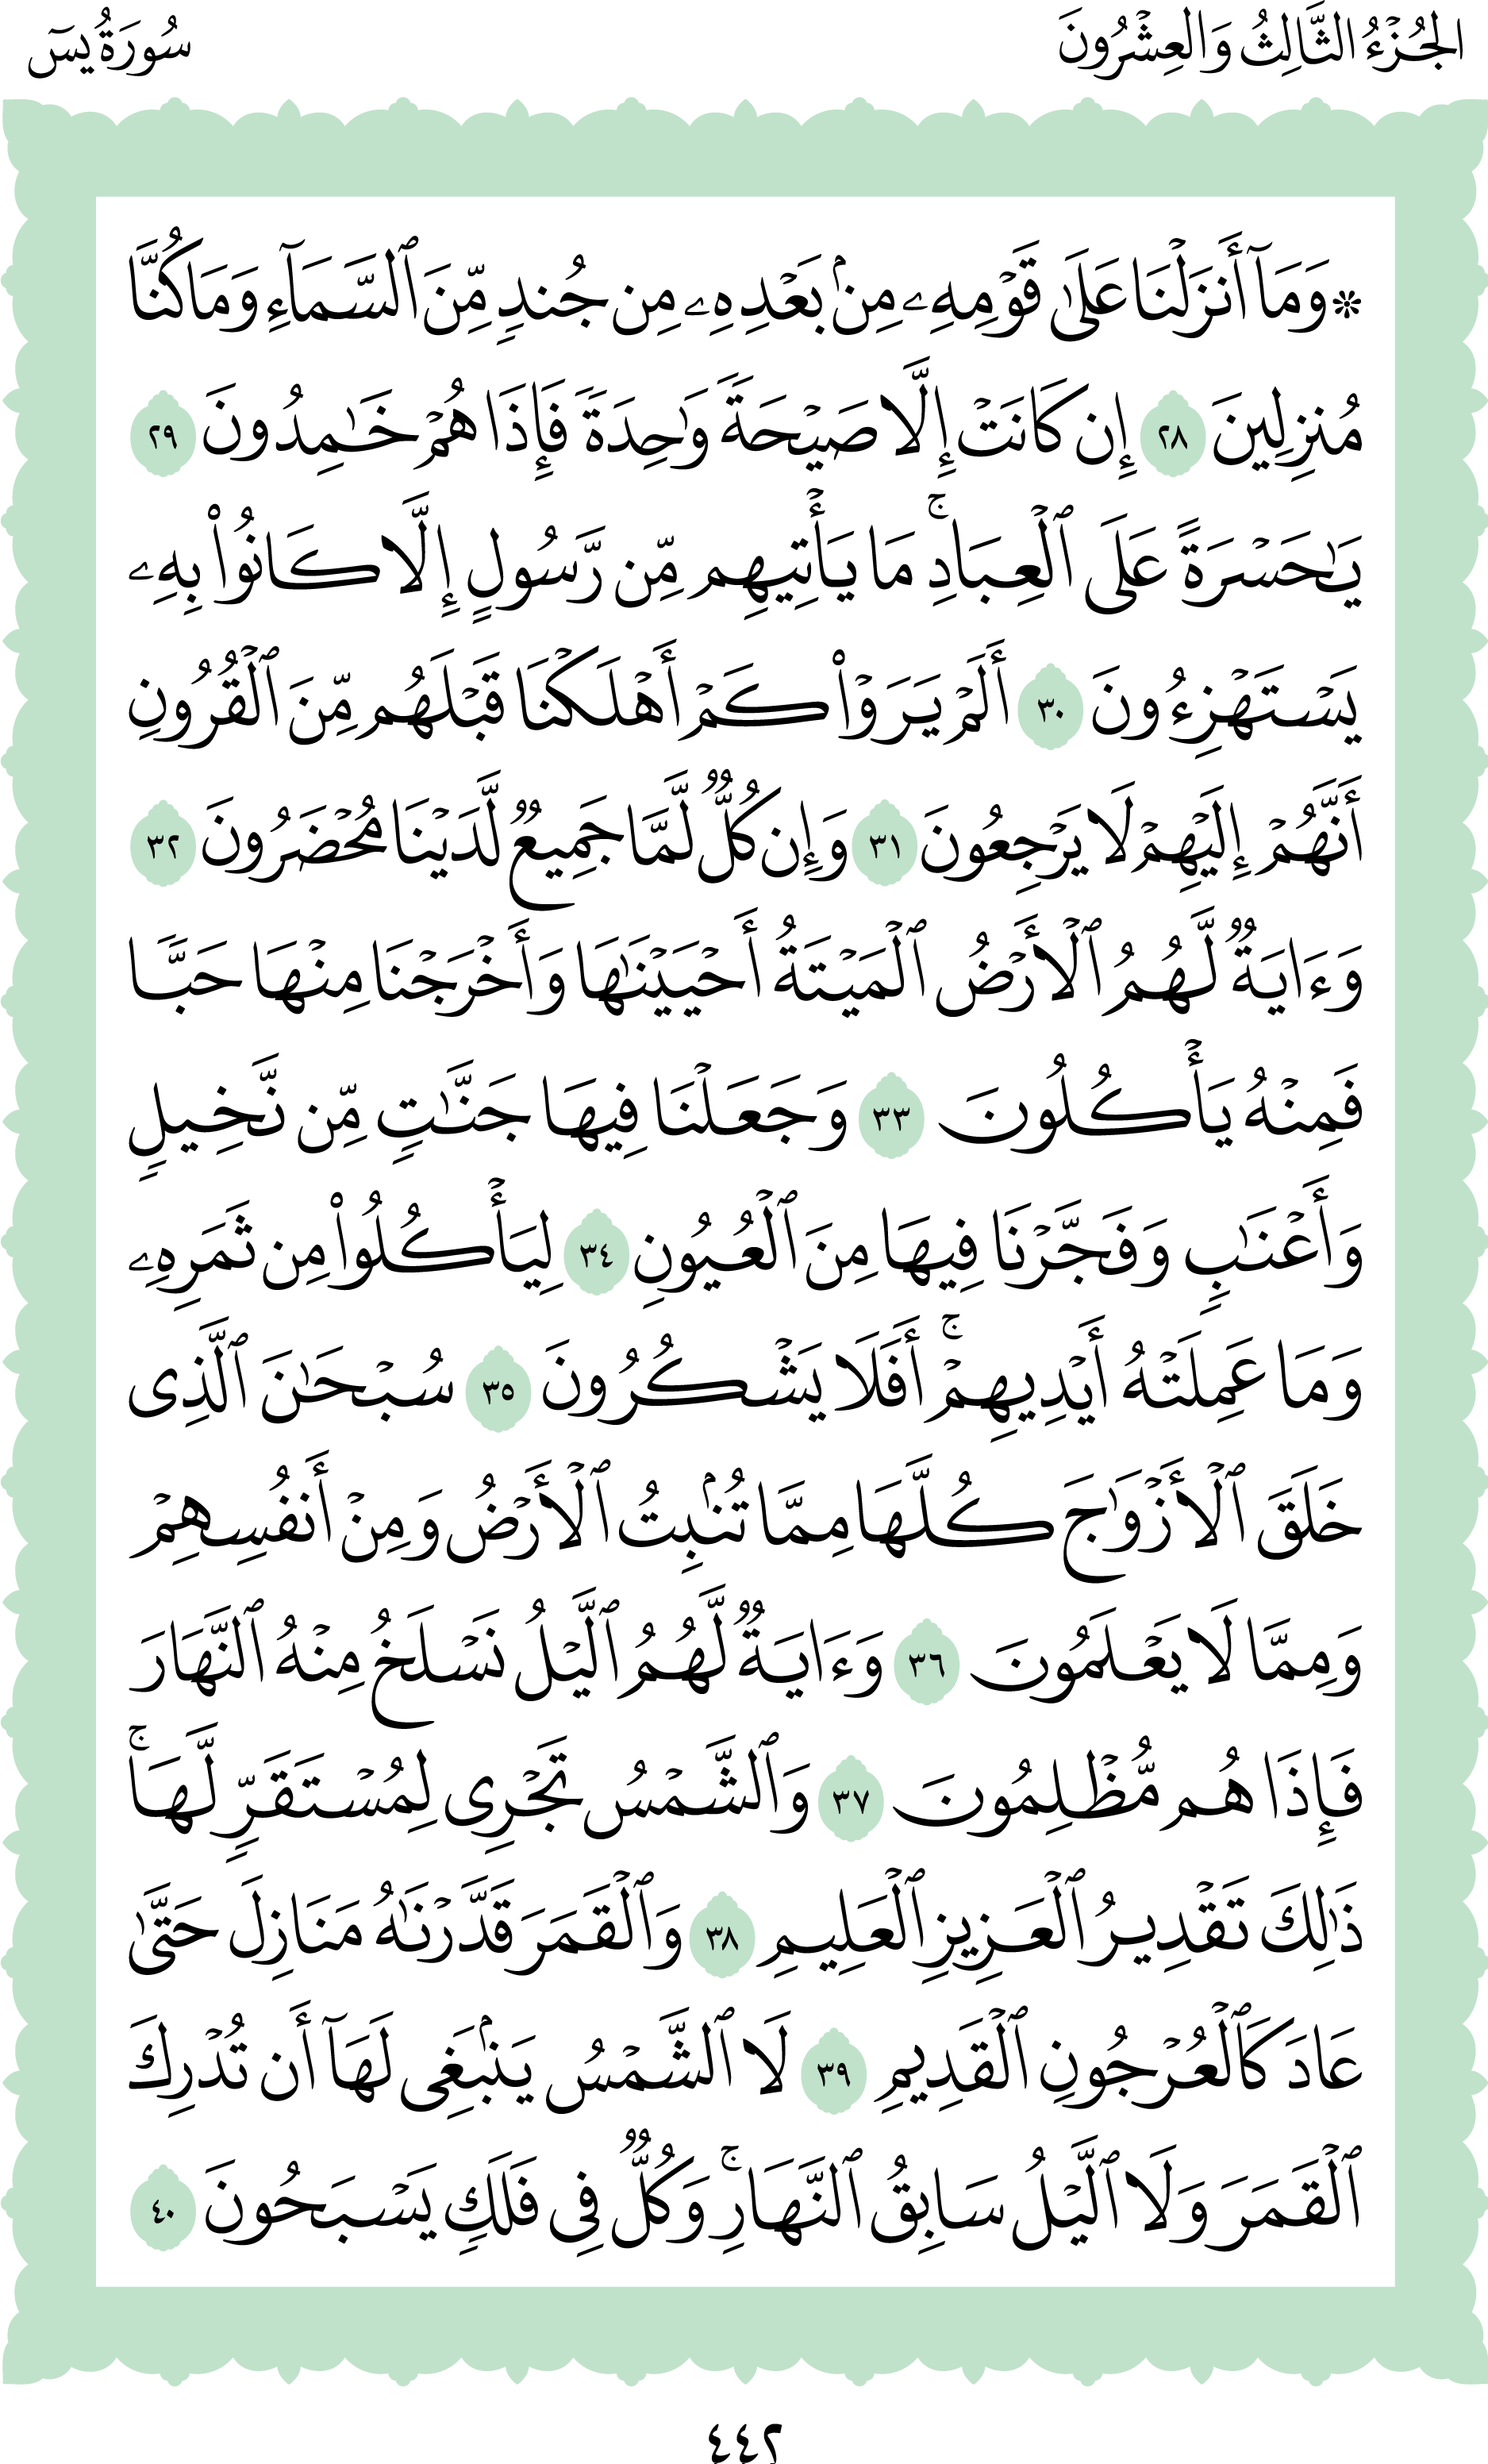 الجُزْءُ الثَّالِثُ وَالعِشْرُونَ
سُورَةُ يسٓ
۞ وَمَآ أَنزَلْنَا عَلَىٰ قَوْمِهِۦ مِنۢ بَعْدِهِۦ مِن جُندٍ مِّنَ ٱلسَّمَآءِ وَمَا كُنَّا
مُنزِلِينَ ٢٨ إِن كَانَتْ إِلَّا صَيْحَةً وَٰحِدَةً فَإِذَا هُمْ خَٰمِدُونَ ٢٩
يَٰحَسْرَةً عَلَى ٱلْعِبَادِ ۚ مَا يَأْتِيهِم مِّن رَّسُولٍ إِلَّا كَانُوا۟ بِهِۦ
يَسْتَهْزِءُونَ ٣٠ أَلَمْ يَرَوْا۟ كَمْ أَهْلَكْنَا قَبْلَهُم مِّنَ ٱلْقُرُونِ
أَنَّهُمْ إِلَيْهِمْ لَا يَرْجِعُونَ ٣١ وَإِن كُلٌّ لَّمَّا جَمِيعٌ لَّدَيْنَا مُحْضَرُونَ ٣٢
وَءَايَةٌ لَّهُمُ ٱلْأَرْضُ ٱلْمَيْتَةُ أَحْيَيْنَٰهَا وَأَخْرَجْنَا مِنْهَا حَبًّا
فَمِنْهُ يَأْكُلُونَ ٣٣ وَجَعَلْنَا فِيهَا جَنَّٰتٍ مِّن نَّخِيلٍ
وَأَعْنَٰبٍ وَفَجَّرْنَا فِيهَا مِنَ ٱلْعُيُونِ ٣٤ لِيَأْكُلُوا۟ مِن ثَمَرِهِۦ
وَمَا عَمِلَتْهُ أَيْدِيهِمْ ۚ أَفَلَا يَشْكُرُونَ ٣٥ سُبْحَٰنَ ٱلَّذِى
خَلَقَ ٱلْأَزْوَٰجَ كُلَّهَا مِمَّا تُنۢبِتُ ٱلْأَرْضُ وَمِنْ أَنفُسِهِمْ
وَمِمَّا لَا يَعْلَمُونَ ٣٦ وَءَايَةٌ لَّهُمُ ٱلَّيْلُ نَسْلَخُ مِنْهُ ٱلنَّهَارَ
فَإِذَا هُم مُّظْلِمُونَ ٣٧ وَٱلشَّمْسُ تَجْرِى لِمُسْتَقَرٍّ لَّهَا ۚ
ذَٰلِكَ تَقْدِيرُ ٱلْعَزِيزِ ٱلْعَلِيمِ ٣٨ وَٱلْقَمَرَ قَدَّرْنَٰهُ مَنَازِلَ حَتَّىٰ
عَادَ كَٱلْعُرْجُونِ ٱلْقَدِيمِ ٣٩ لَا ٱلشَّمْسُ يَنۢبَغِى لَهَآ أَن تُدْرِكَ
ٱلْقَمَرَ وَلَا ٱلَّيْلُ سَابِقُ ٱلنَّهَارِ ۚ وَكُلٌّ فِى فَلَكٍ يَسْبَحُونَ ٤٠
٤٤٢